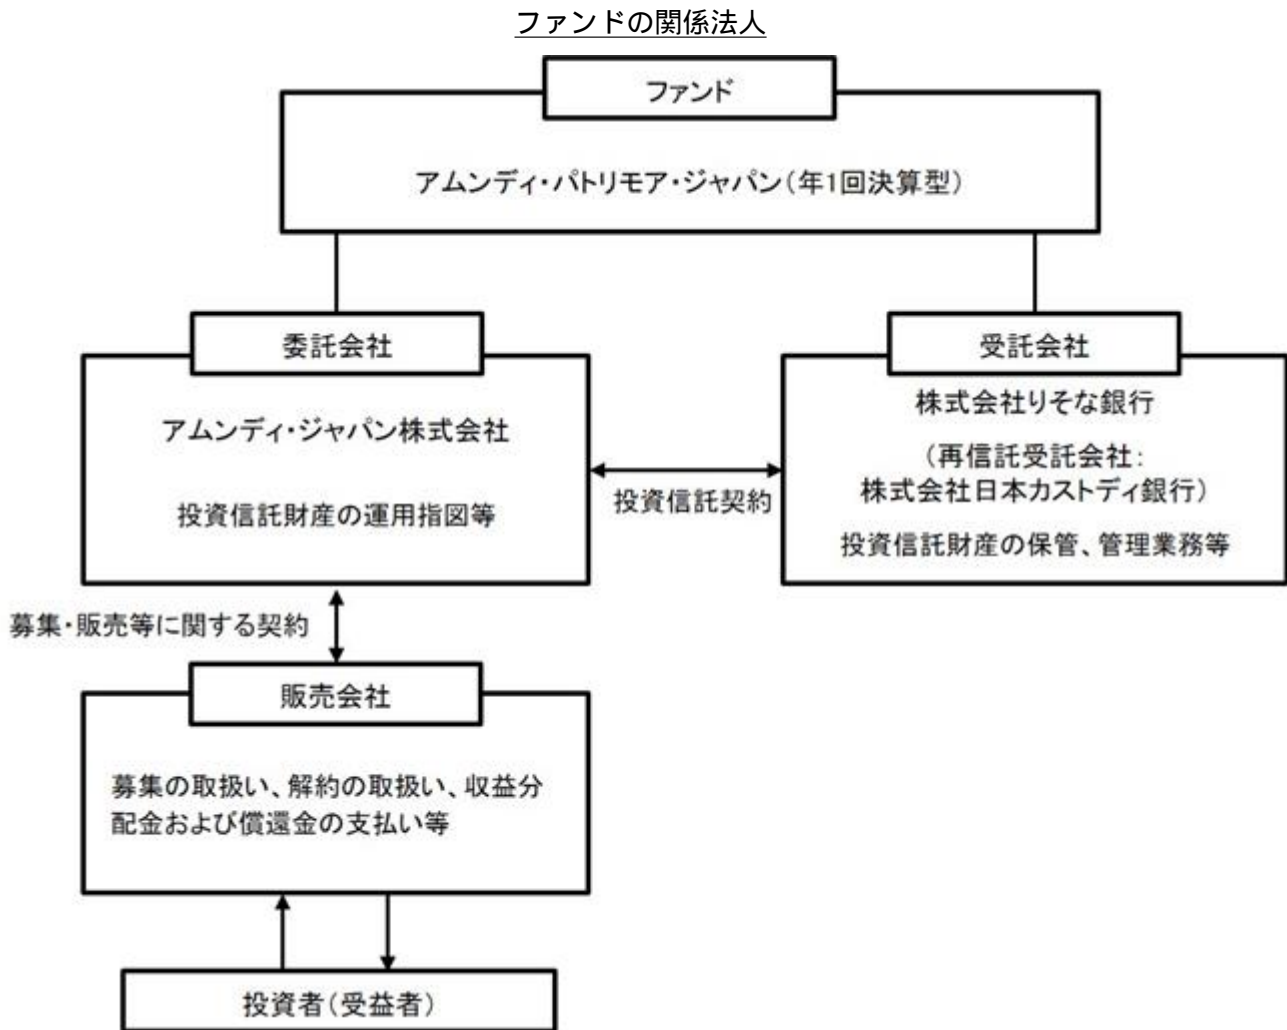 ファンドの関係法人
ファンド
アムンディ・パトリモア・ジャパン(年1回決算型)
委託会社
アムンディ・ジャパン株式会社
投資信託財産の運用指図等
投資信託契約
受託会社
株式会社りそな銀行
(再信託受託会社:
株式会社日本カストディ銀行)
投資信託財産の保管、管理業務等
募集・販売等に関する契約
販売会社
募集の取扱い、解約の取扱い、収益分
配金および償還金の支払い等
投資者(受益者)